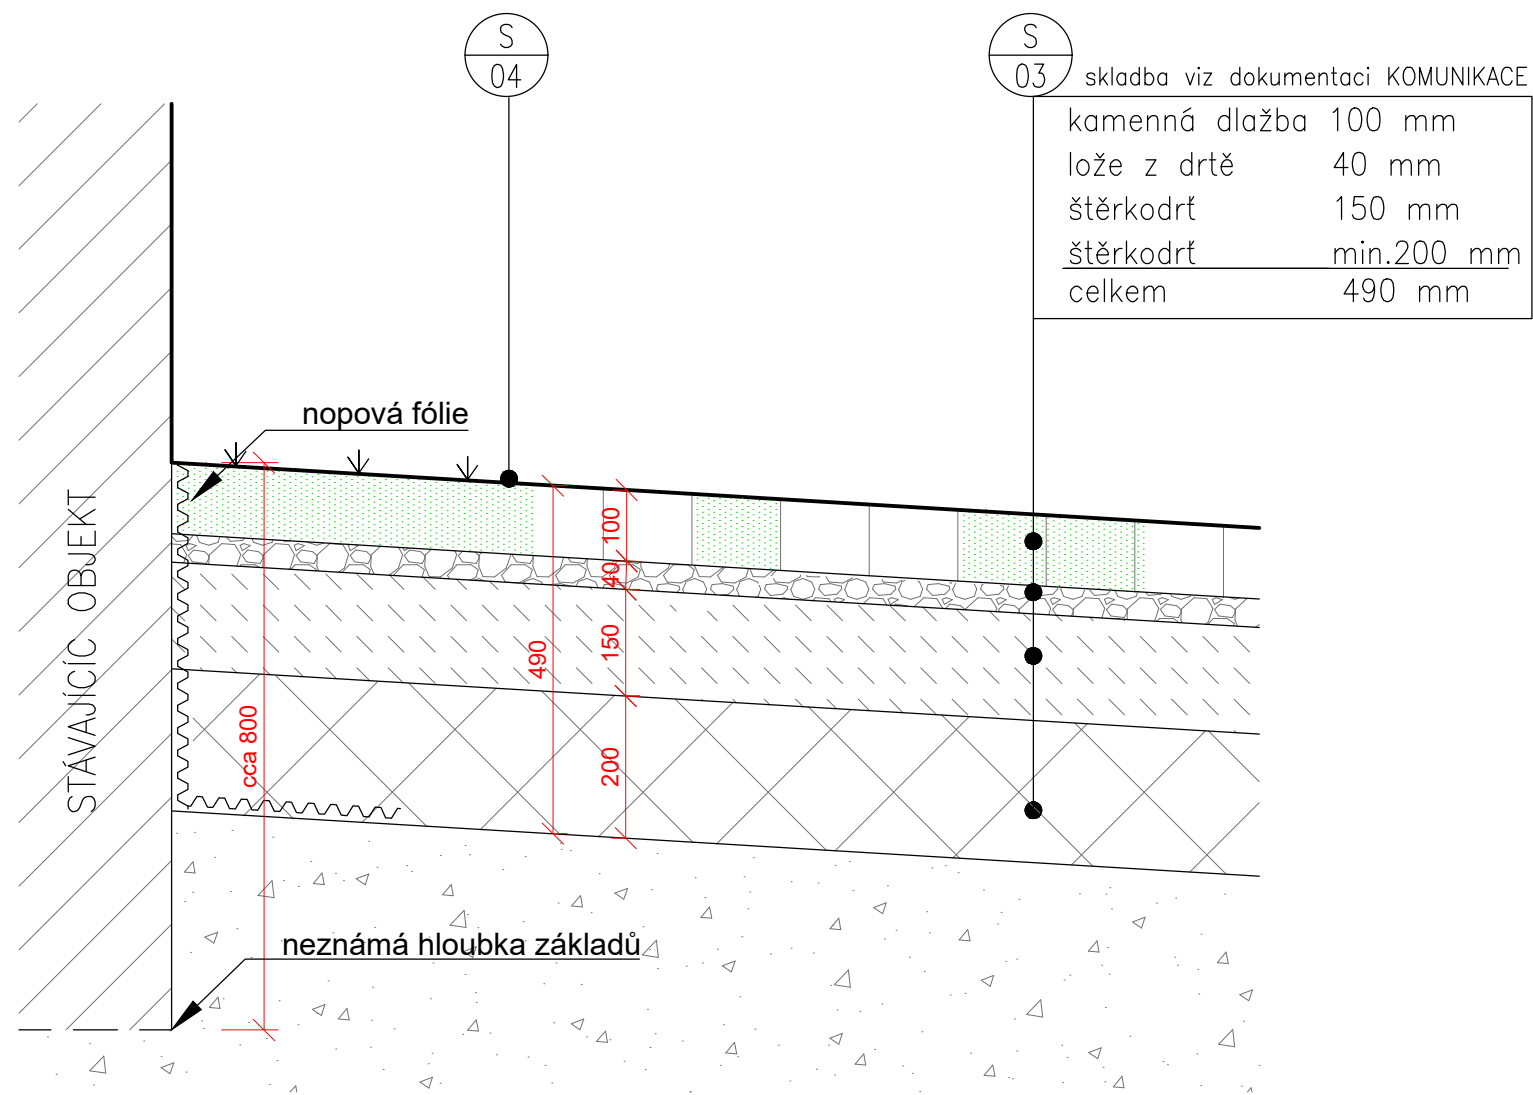 S
04
S
03
skladba viz dokumentaci KOMUNIKACE
kamenná dlažba 100 mm
lože z drtě 40 mm
štěrkodrť 150 mm
štěrkodrť min.200 mm
celkem 490 mm
nopová fólie
STÁVAJÍCÍC OBJEKT
100
40
150
490
200
cca 800
neznámá hloubka základů